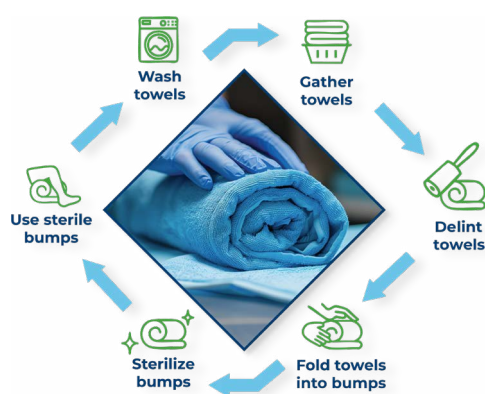 Wash
towels
Gather
towels
Delint
towels
Fold towels
into bumps
Sterilize
bumps
Use sterile
bumps